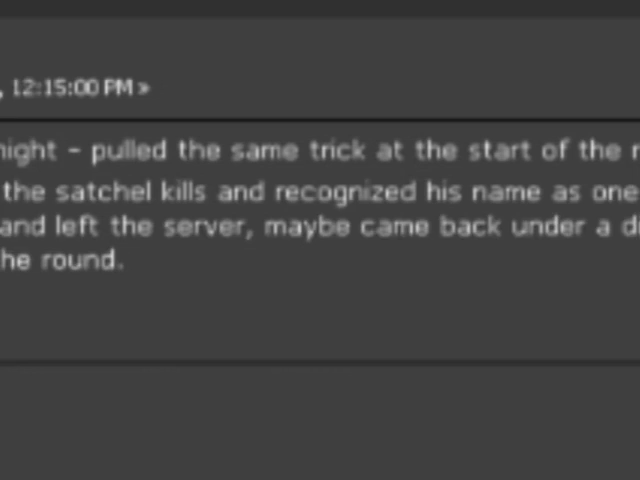 , 12:15:00 PM »
night - pulled the same trick at the start of the
the satchel kills and recognized his name as one
and left the server, maybe came back under a
he round.